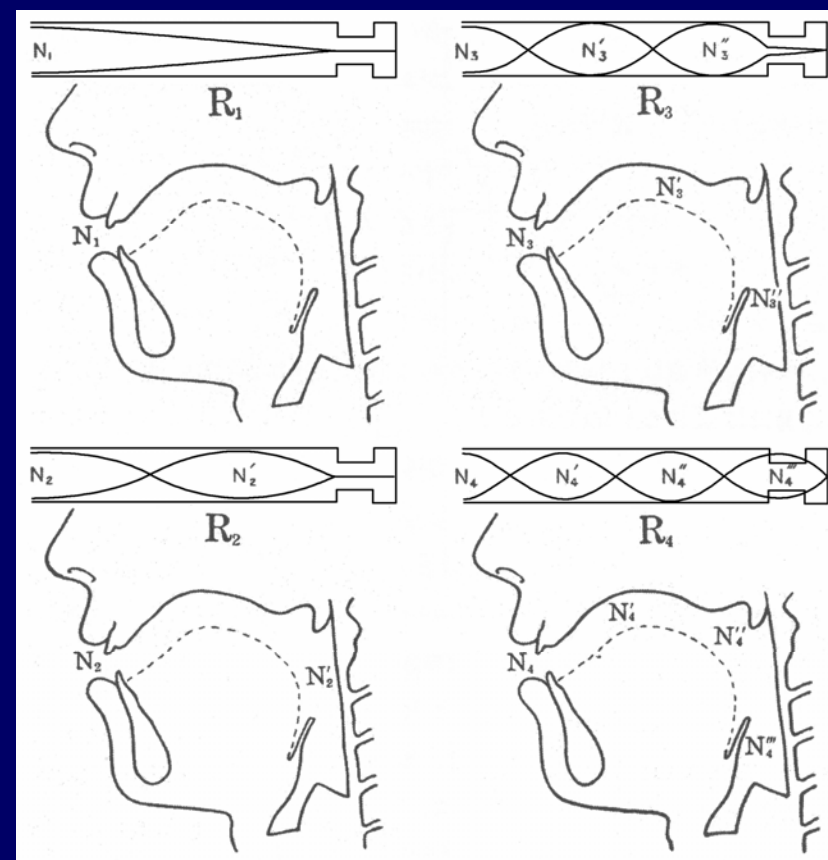 N₁
R₁
N₁
N₃ N₃′ N₃″
R₃
N₃′
N₃
N₃″
N₂ N₂′
R₂
N₂
N₂′
N₄ N₄′ N₄″ N₄‴
R₄
N₄′
N₄″
N₄
N₄‴